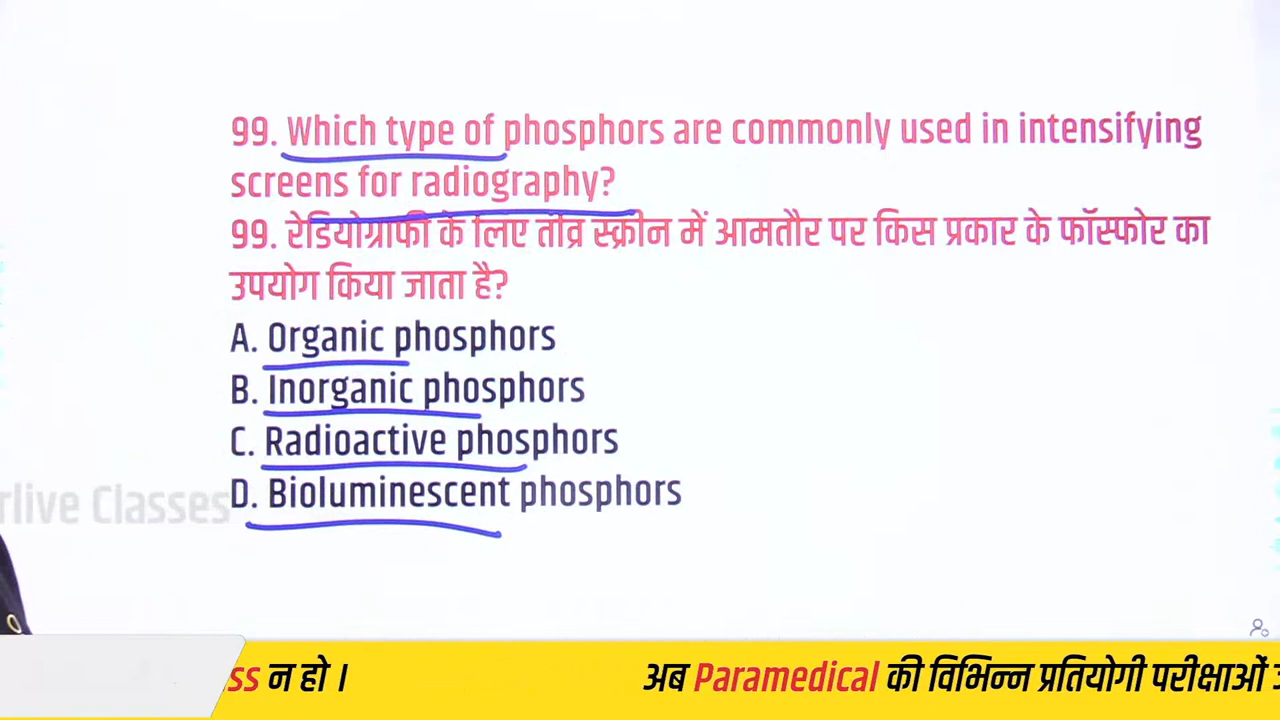 99. Which type of phosphors are commonly used in intensifying
screens for radiography?
99. रेडियोग्राफी के लिए तीव्र स्क्रीन में आमतौर पर किस प्रकार के फॉस्फोर का
उपयोग किया जाता है?
A. Organic phosphors
B. Inorganic phosphors
C. Radioactive phosphors
rlive Classes
D. Bioluminescent phosphors
ss न हो । अब Paramedical की विभिन्न प्रतियोगी परीक्षाओं